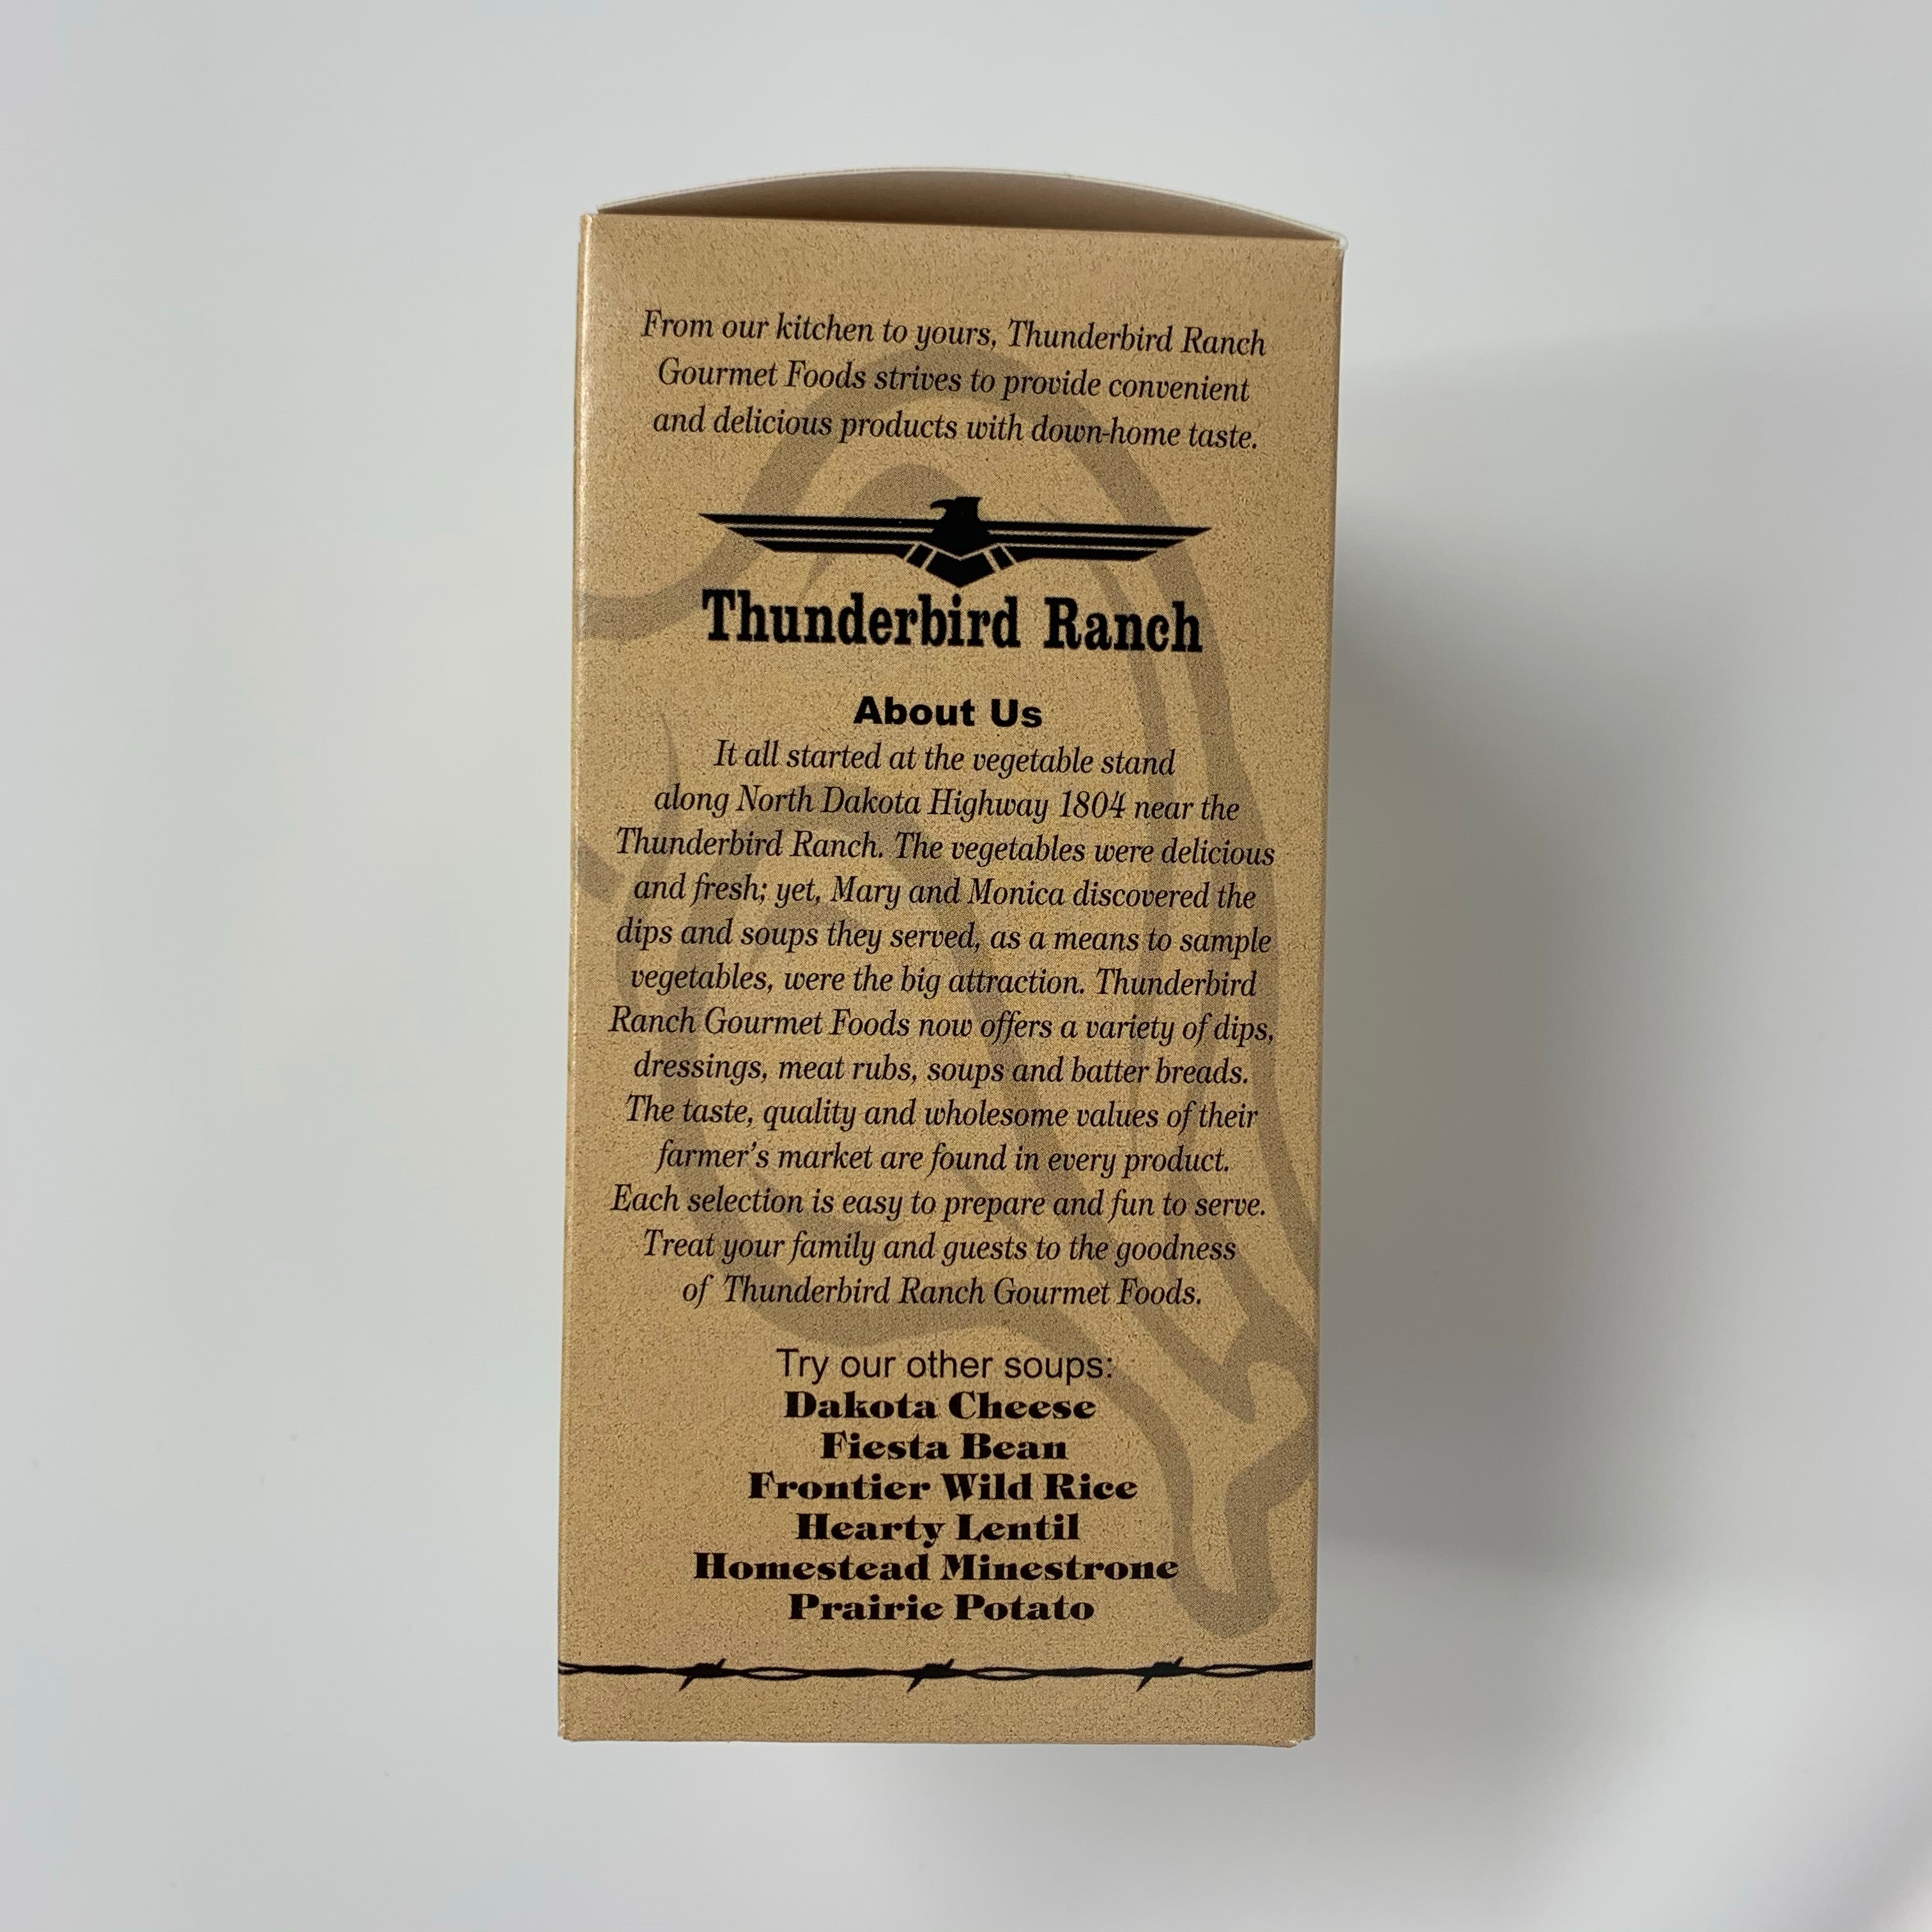 From our kitchen to yours, Thunderbird Ranch
Gourmet Foods strives to provide convenient
and delicious products with down-home taste.
Thunderbird Ranch
About Us
It all started at the vegetable stand
along North Dakota Highway 1804 near the
Thunderbird Ranch. The vegetables were delicious
and fresh; yet, Mary and Monica discovered the
dips and soups they served, as a means to sample
vegetables, were the big attraction. Thunderbird
Ranch Gourmet Foods now offers a variety of dips,
dressings, meat rubs, soups and batter breads.
The taste, quality and wholesome values of their
farmer's market are found in every product.
Each selection is easy to prepare and fun to serve.
Treat your family and guests to the goodness
of Thunderbird Ranch Gourmet Foods.
Try our other soups:
Dakota Cheese
Fiesta Bean
Frontier Wild Rice
Hearty Lentil
Homestead Minestrone
Prairie Potato